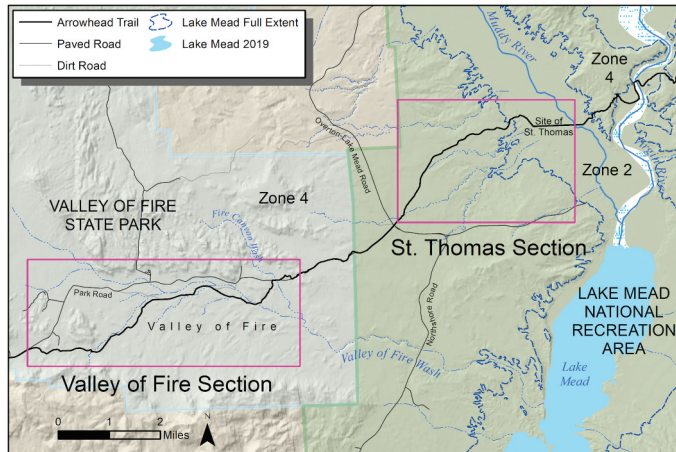 Arrowhead Trail
Paved Road
Dirt Road
Lake Mead Full Extent
Lake Mead 2019
Muddy River
Zone
4
Virgin River
Overton-Lake Mead Road
Site of
St. Thomas
Zone 2
Zone 4
VALLEY OF FIRE
STATE PARK
Fire Canyon Wash
St. Thomas Section
Park Road
Valley of Fire
Northshore Road
LAKE MEAD
NATIONAL
RECREATION
AREA
Valley of Fire Wash
Lake
Mead
Valley of Fire Section
0 1 2
Miles
N